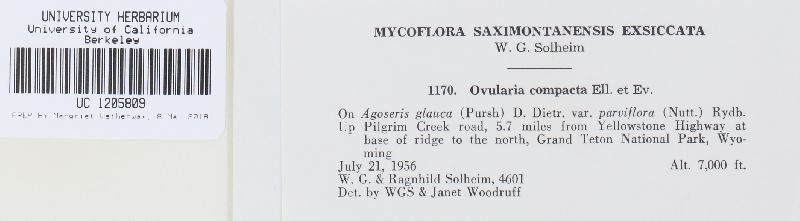 UNIVERSITY HERBARIUM
University of California
Berkeley
UC 1205809
MYCOFLORA SAXIMONTANENSIS EXSICCATA
W. G. Solheim
1170. Ovularia compacta Ell. et Ev.
On Agoseris glauca (Pursh) D. Dietr. var. parviflora (Nutt.) Rydb.
Up Pilgrim Creek road, 5.7 miles from Yellowstone Highway at
base of ridge to the north, Grand Teton National Park, Wyo-
ming
July 21, 1956 Alt. 7,000 ft.
W. G. & Ragnhild Solheim, 4601
Det. by WGS & Janet Woodruff